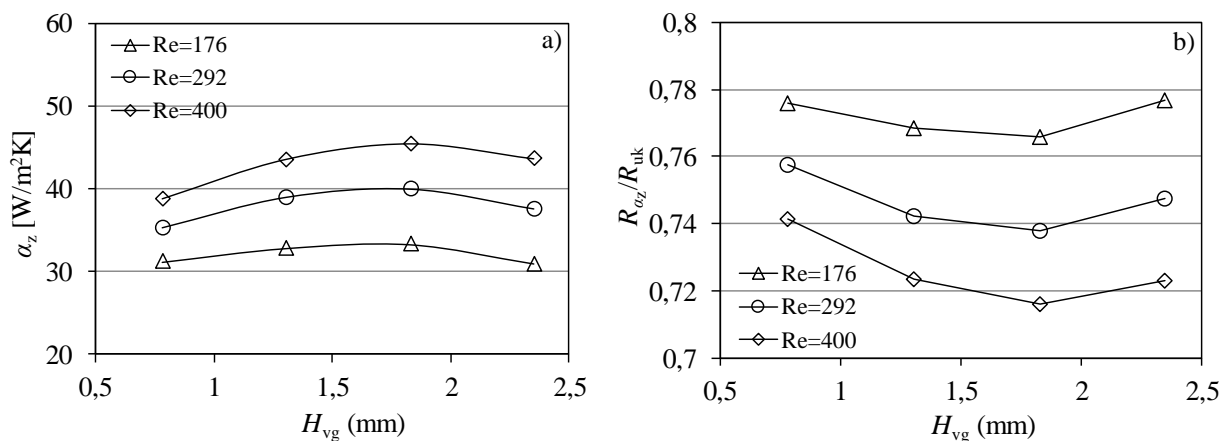 a)
Re=176
Re=292
Re=400
60
50
40
30
20
α_z [W/m²K]
0,5
1
1,5
2
2,5
H_vg (mm)
b)
0,8
0,78
0,76
0,74
0,72
0,7
R_αz/R_uk
Re=176
Re=292
Re=400
0,5
1
1,5
2
2,5
H_vg (mm)